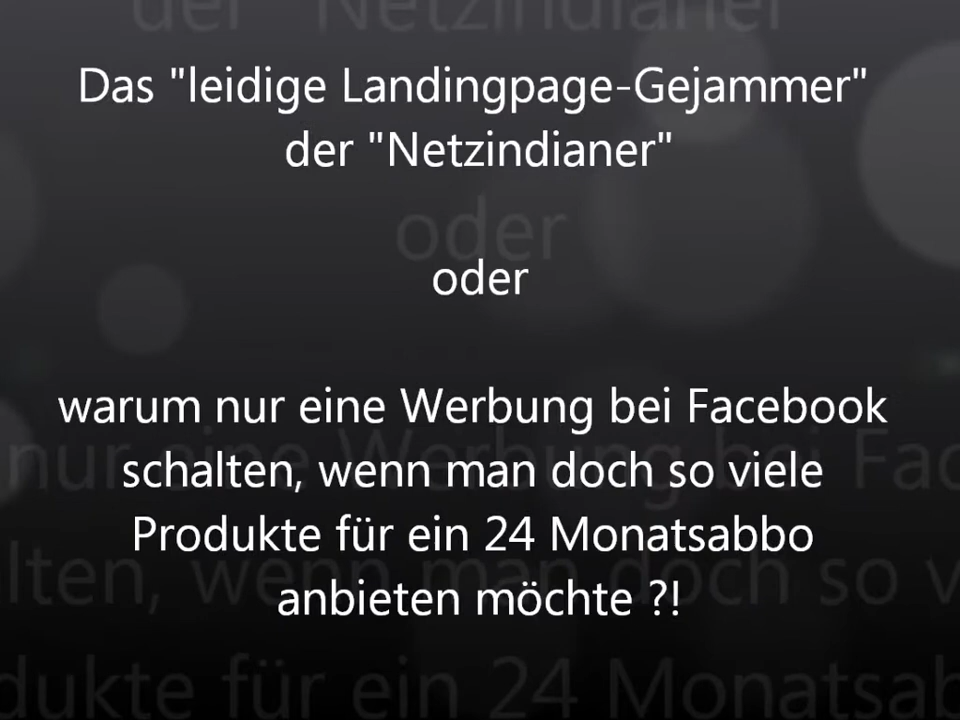 Das "leidige Landingpage-Gejammer"
der "Netzindianer"
oder
warum nur eine Werbung bei Facebook
schalten, wenn man doch so viele
Produkte für ein 24 Monatsabbo
anbieten möchte ?!